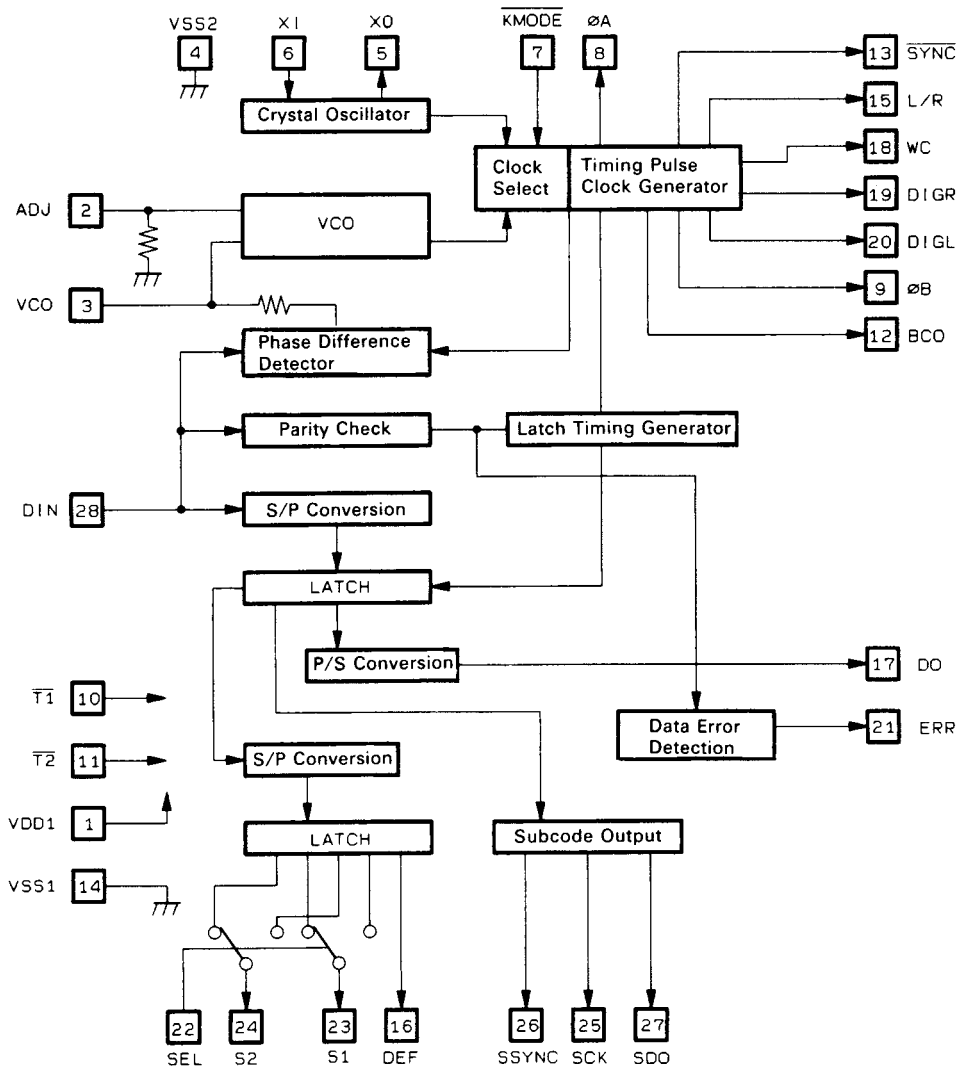 VSS2 XI XO KMODE ØA
4 6 5 7 8
13 SYNC
15 L/R
Crystal Oscillator
18 WC
Clock Select
Timing Pulse Clock Generator
19 DIGR
ADJ 2
VCO
20 DIGL
VCO 3
9 ØB
12 BCO
Phase Difference
Detector
Parity Check
Latch Timing Generator
DIN 28
S/P Conversion
LATCH
P/S Conversion
17 DO
T1 10
Data Error
Detection
21 ERR
T2 11
S/P Conversion
VDD1 1
LATCH
Subcode Output
VSS1 14
22 24 23 16 26 25 27
SEL S2 S1 DEF SSYNC SCK SDO